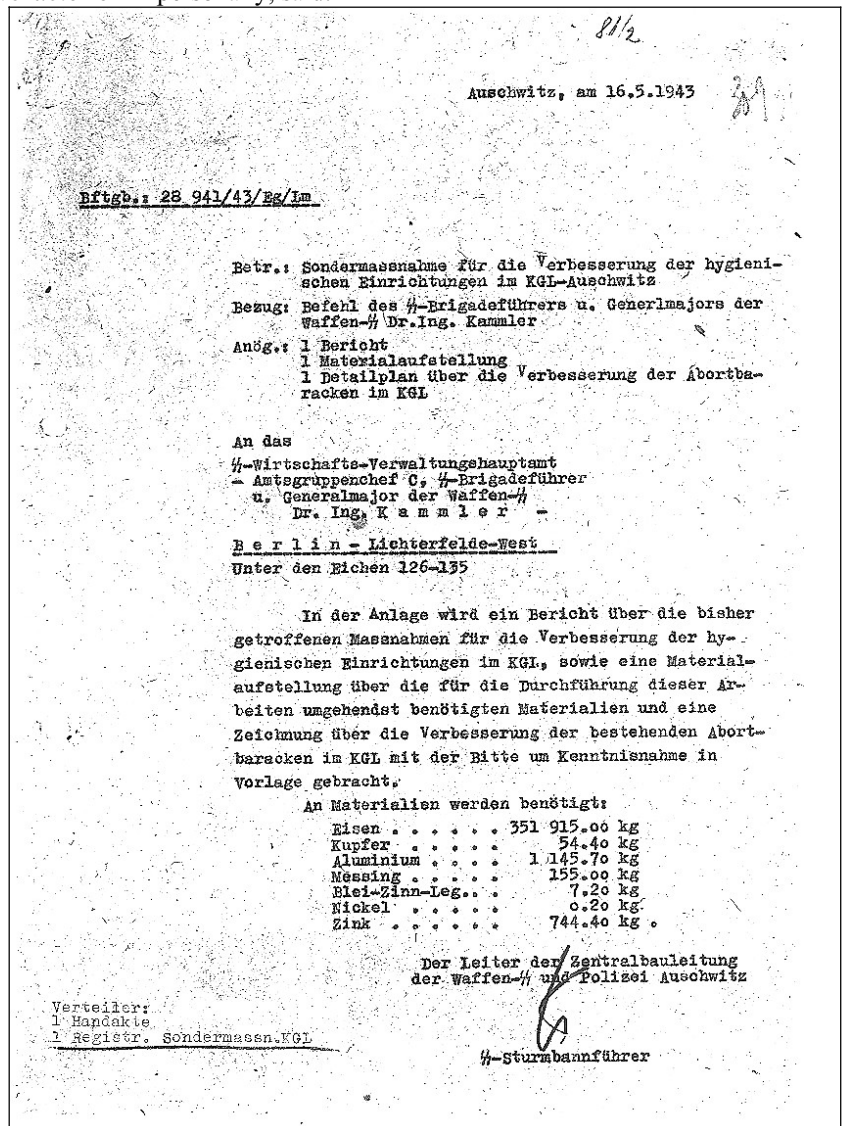 81/2
Auschwitz, am 16.5.1943
Bftgb.: 28 941/43/Eg/Lm
Betr.: Sondermassnahme für die Verbesserung der hygieni-
schen Einrichtungen im KGL-Auschwitz
Bezug: Befehl des SS-Brigadeführers u. Generlmajors der
Waffen-SS Dr.Ing. Kammler
Anög.: 1 Bericht
1 Materialaufstellung
1 Detailplan über die Verbesserung der Abortba-
racken im KGL
An das
SS-Wirtschafts-Verwaltungshauptamt
- Amtsgruppenchef C, SS-Brigadeführer
u. Generalmajor der Waffen-SS
Dr. Ing. K a m m l e r -
B e r l i n - Lichterfelde-West
Unter den Eichen 126-135
In der Anlage wird ein Bericht über die bisher
getroffenen Massnahmen für die Verbesserung der hy-
gienischen Einrichtungen im KGL, sowie eine Material-
aufstellung über die für die Durchführung dieser Ar-
beiten umgehendst benötigten Materialien und eine
Zeichnung über die Verbesserung der bestehenden Abort-
baracken im KGL mit der Bitte um Kenntnisnahme in
Vorlage gebracht.
An Materialien werden benötigt:
Eisen . . . . . . 351 915.00 kg
Kupfer . . . . . 54.40 kg
Aluminium . . . . 1 145.70 kg
Messing . . . . . 155.00 kg
Blei-Zinn-Leg.. . 7.20 kg
Nickel . . . . . 0.20 kg
Zink . . . . . . 744.40 kg .
Der Leiter der Zentralbauleitung
der Waffen-SS und Polizei Auschwitz
SS-Sturmbannführer
Verteiler:
1 Handakte
1 Registr. Sondermassn.KGL